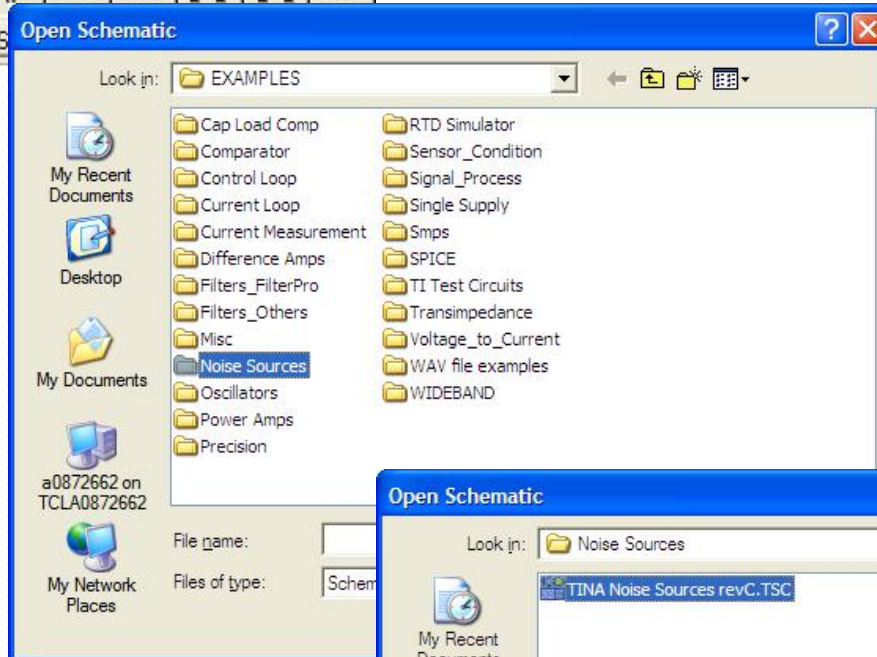 Open Schematic
Look in: EXAMPLES
My Recent Documents
Desktop
My Documents
a0872662 on TCLA0872662
My Network Places
Cap Load Comp
Comparator
Control Loop
Current Loop
Current Measurement
Difference Amps
Filters_FilterPro
Filters_Others
Misc
Noise Sources
Oscillators
Power Amps
Precision
RTD Simulator
Sensor_Condition
Signal_Process
Single Supply
Smps
SPICE
TI Test Circuits
Transimpedance
Voltage_to_Current
WAV file examples
WIDEBAND
File name:
Files of type: Schem
Open Schematic
Look in: Noise Sources
TINA Noise Sources revC.TSC
My Recent
Documents